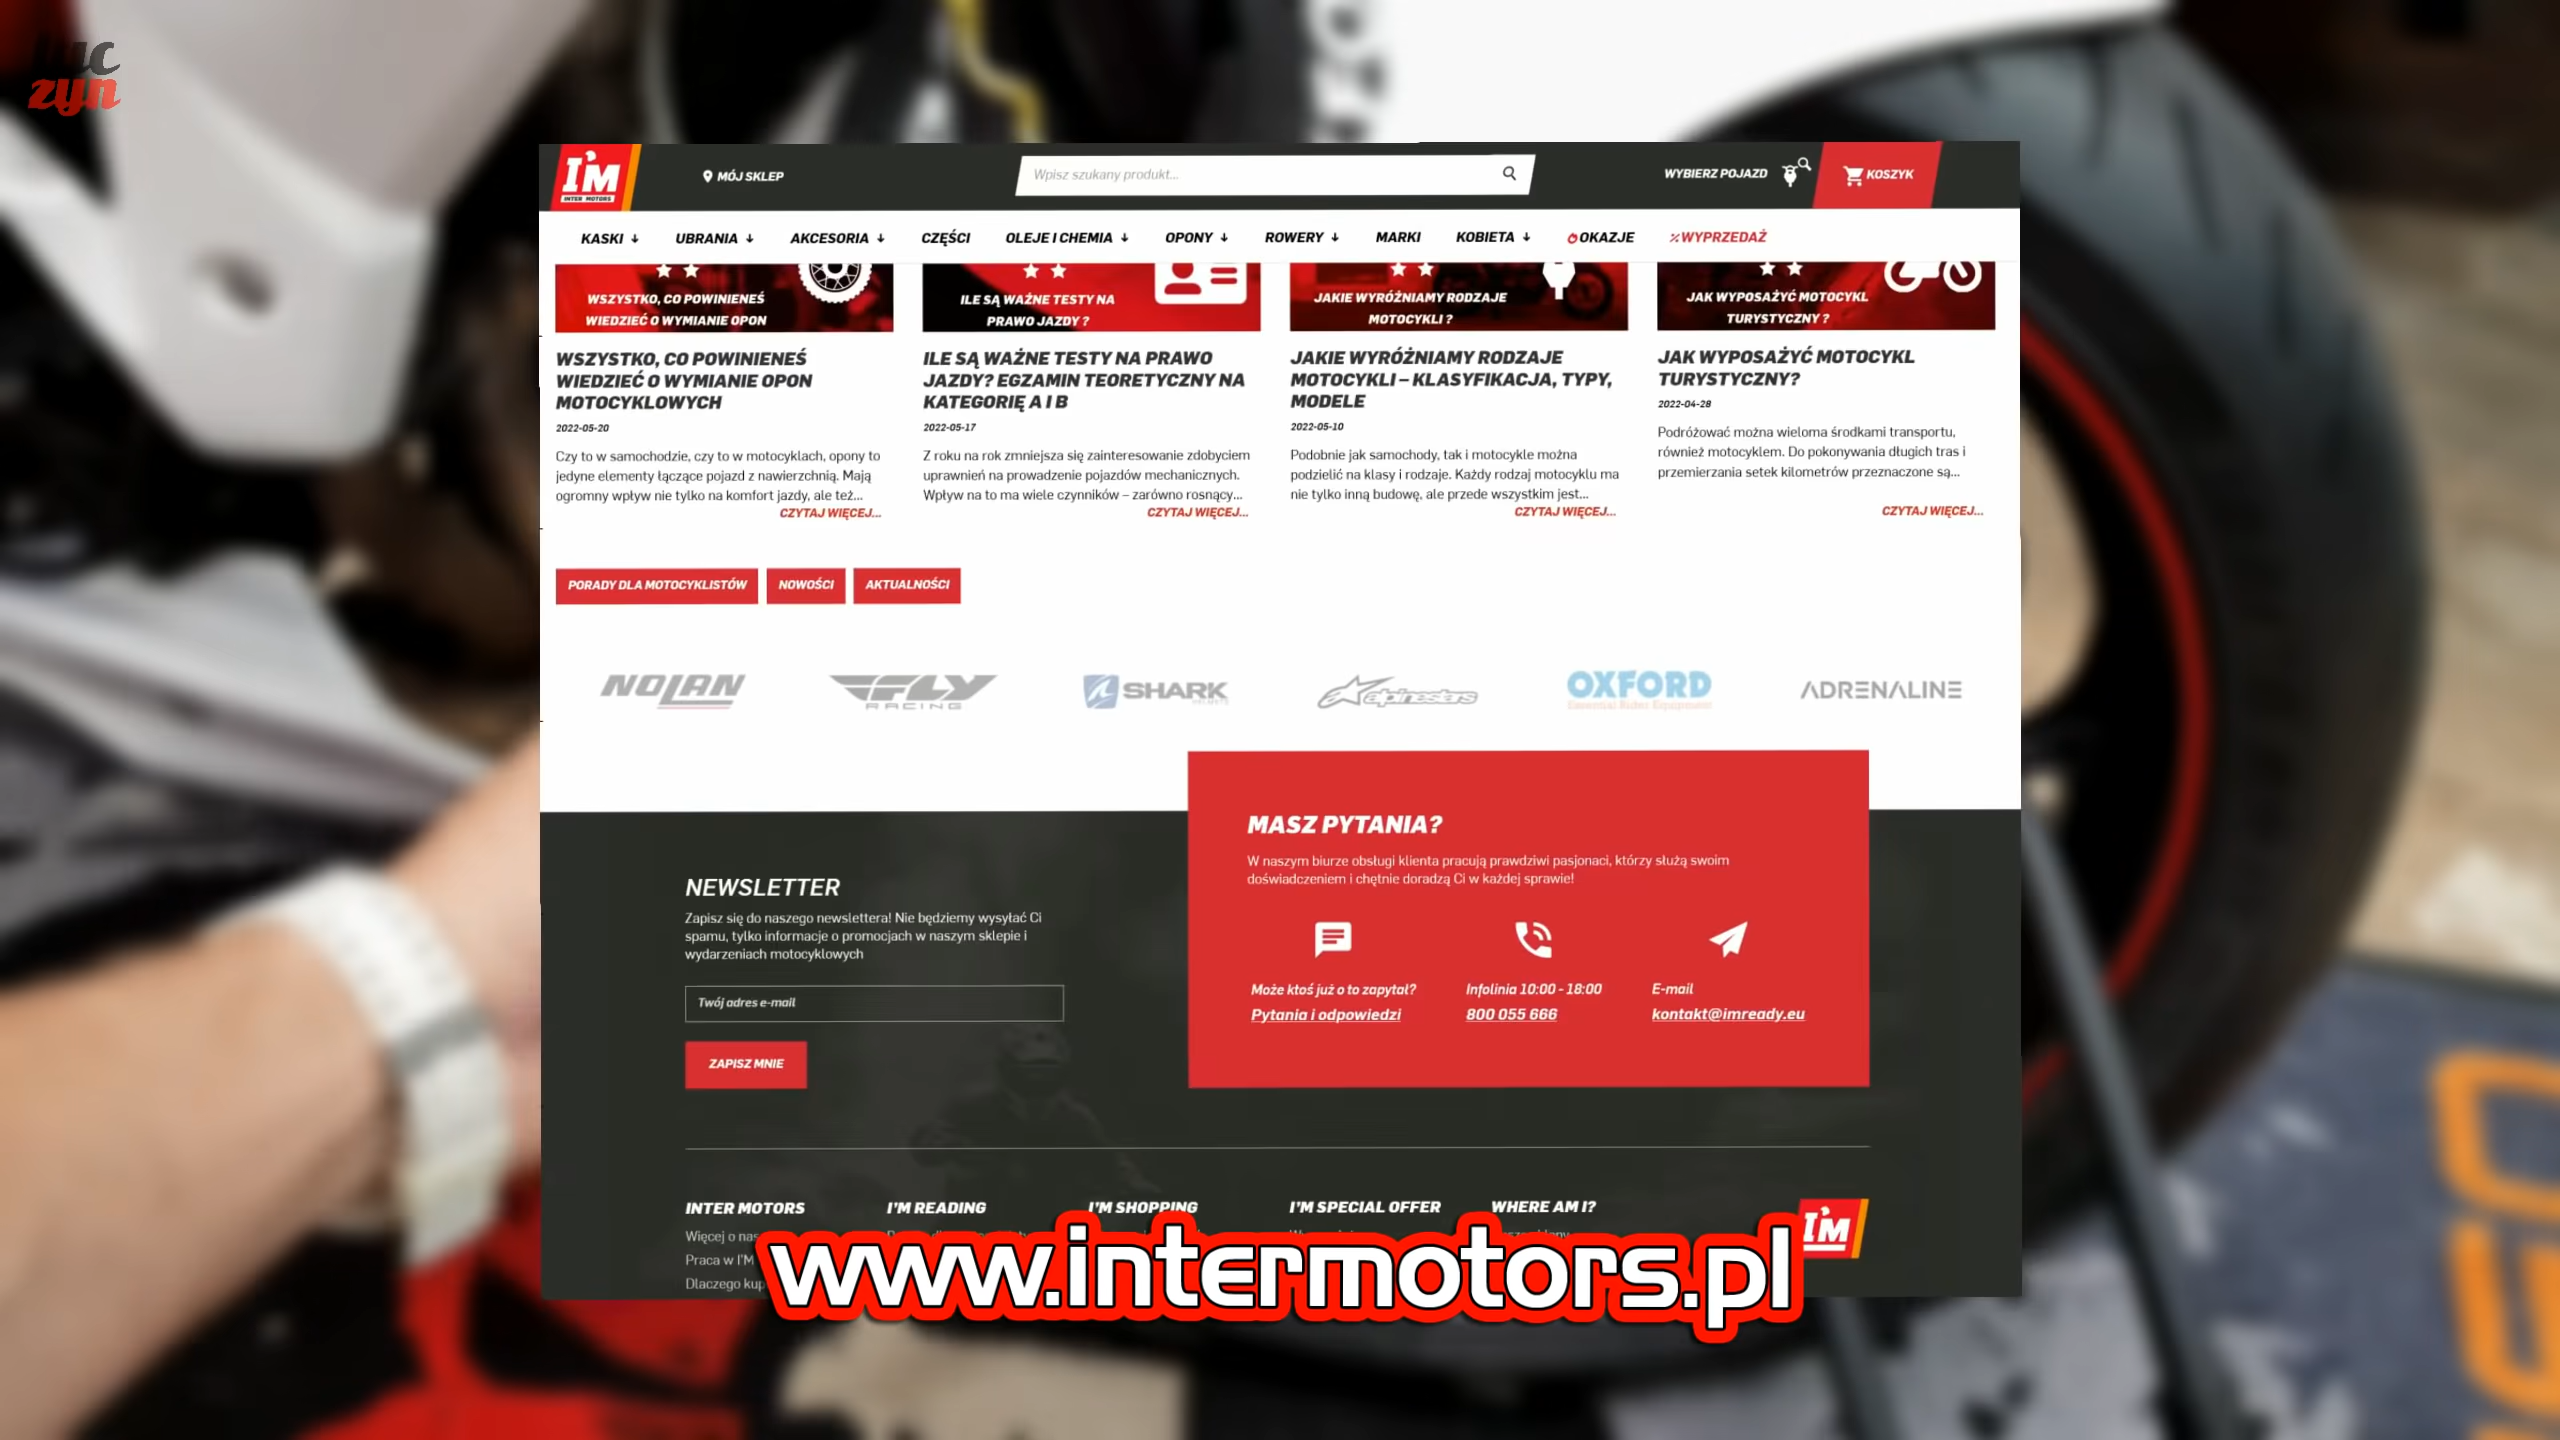 zyn
I'M
INTER MOTORS
MÓJ SKLEP
Wpisz szukany produkt...
WYBIERZ POJAZD
KOSZYK
KASKI
UBRANIA
AKCESORIA
CZĘŚCI
OLEJE I CHEMIA
OPONY
ROWERY
MARKI
KOBIETA
OKAZJE
WYPRZEDAŻ
WSZYSTKO, CO POWINIENEŚ
WIEDZIEĆ O WYMIANIE OPON
WSZYSTKO, CO POWINIENEŚ
WIEDZIEĆ O WYMIANIE OPON
MOTOCYKLOWYCH
2022-05-20
Czy to w samochodzie, czy to w motocyklach, opony to
jedyne elementy łączące pojazd z nawierzchnią. Mają
ogromny wpływ nie tylko na komfort jazdy, ale też...
CZYTAJ WIĘCEJ...
ILE SĄ WAŻNE TESTY NA
PRAWO JAZDY ?
ILE SĄ WAŻNE TESTY NA PRAWO
JAZDY? EGZAMIN TEORETYCZNY NA
KATEGORIĘ A I B
2022-05-17
Z roku na rok zmniejsza się zainteresowanie zdobyciem
uprawnień na prowadzenie pojazdów mechanicznych.
Wpływ na to ma wiele czynników – zarówno rosnący...
CZYTAJ WIĘCEJ...
JAKIE WYRÓŻNIAMY RODZAJE
MOTOCYKLI ?
JAKIE WYRÓŻNIAMY RODZAJE
MOTOCYKLI – KLASYFIKACJA, TYPY,
MODELE
2022-05-10
Podobnie jak samochody, tak i motocykle można
podzielić na klasy i rodzaje. Każdy rodzaj motocyklu ma
nie tylko inną budowę, ale przede wszystkim jest...
CZYTAJ WIĘCEJ...
JAK WYPOSAŻYĆ MOTOCYKL
TURYSTYCZNY ?
JAK WYPOSAŻYĆ MOTOCYKL
TURYSTYCZNY?
2022-04-28
Podróżować można wieloma środkami transportu,
również motocyklem. Do pokonywania długich tras i
przemierzania setek kilometrów przeznaczone są...
CZYTAJ WIĘCEJ...
PORADY DLA MOTOCYKLISTÓW
NOWOŚCI
AKTUALNOŚCI
NOLAN
FLY
RACING
SHARK
alpinestars
OXFORD
Essential Rider Equipment
ADRENALINE
NEWSLETTER
Zapisz się do naszego newslettera! Nie będziemy wysyłać Ci
spamu, tylko informacje o promocjach w naszym sklepie i
wydarzeniach motocyklowych
Twój adres e-mail
ZAPISZ MNIE
MASZ PYTANIA?
W naszym biurze obsługi klienta pracują prawdziwi pasjonaci, którzy służą swoim
doświadczeniem i chętnie doradzą Ci w każdej sprawie!
Może ktoś już o to zapytał?
Pytania i odpowiedzi
Infolinia 10:00 - 18:00
800 055 666
E-mail
kontakt@imready.eu
INTER MOTORS
Więcej o nas
Praca w I'M
Dlaczego kup
I'M READING
I'M SHOPPING
I'M SPECIAL OFFER
WHERE AM I?
I'M
www.intermotors.pl